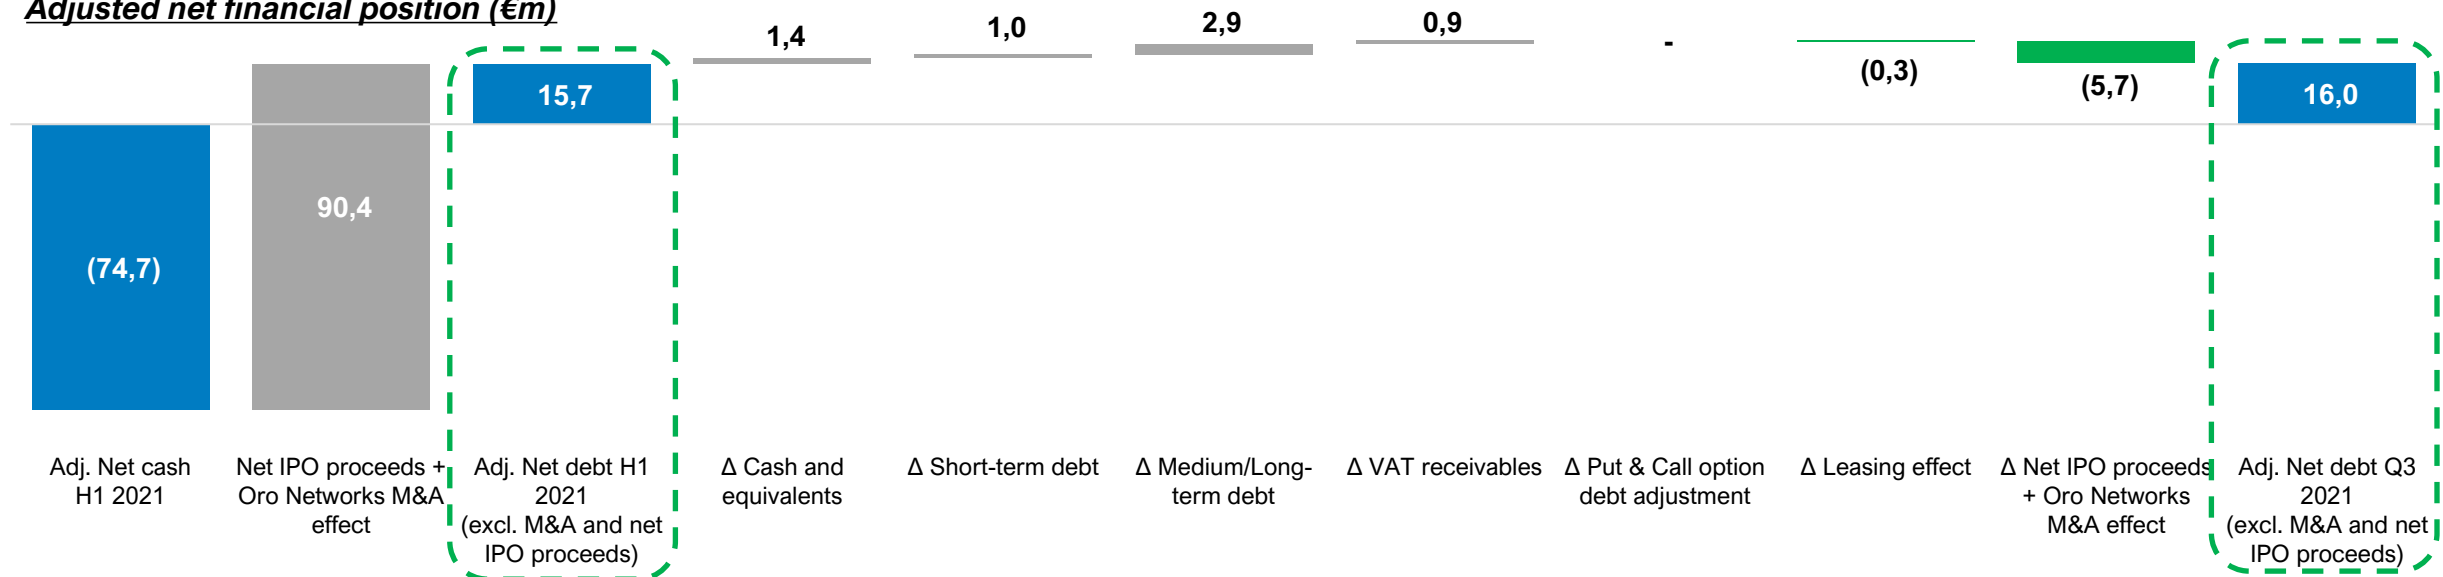 Adjusted net financial position (€m)
1,4
1,0
2,9
0,9
-
(0,3)
(5,7)
15,7
16,0
90,4
(74,7)
Adj. Net cash
H1 2021
Net IPO proceeds +
Oro Networks M&A
effect
Adj. Net debt H1
2021
(excl. M&A and net
IPO proceeds)
Δ Cash and
equivalents
Δ Short-term debt
Δ Medium/Long-
term debt
Δ VAT receivables
Δ Put & Call option
debt adjustment
Δ Leasing effect
Δ Net IPO proceeds
+ Oro Networks
M&A effect
Adj. Net debt Q3
2021
(excl. M&A and net
IPO proceeds)